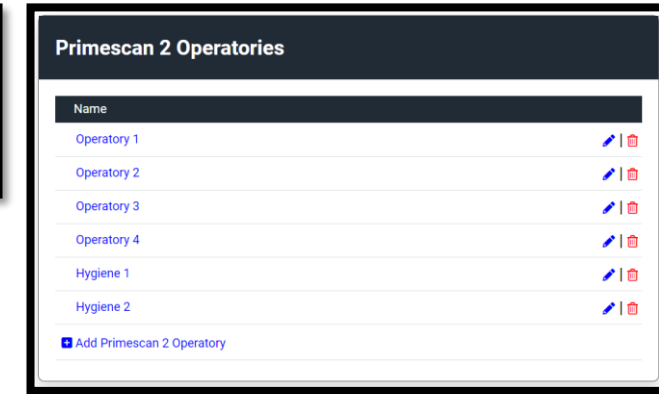 Primescan 2 Operatories
Name
Operatory 1
Operatory 2
Operatory 3
Operatory 4
Hygiene 1
Hygiene 2
Add Primescan 2 Operatory